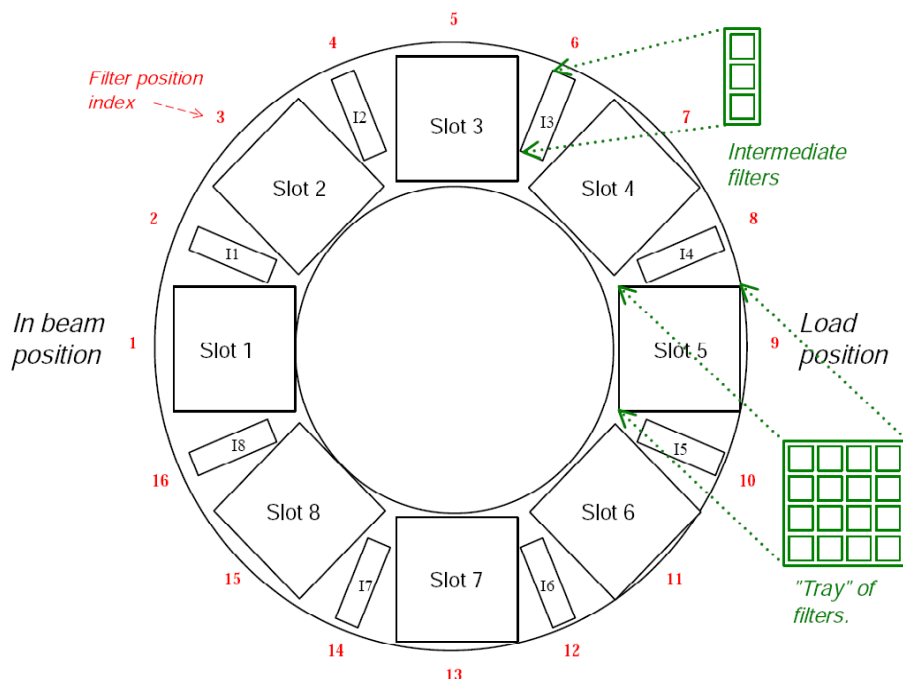 5
4
6
Filter position
index
3
I2
Slot 3
I3
7
Intermediate
filters
Slot 2
Slot 4
2
8
I1
I4
In beam
position
1
Slot 1
Slot 5
9
Load
position
I8
I5
16
10
Slot 8
Slot 6
15
11
I7
Slot 7
I6
"Tray" of
filters.
14
12
13